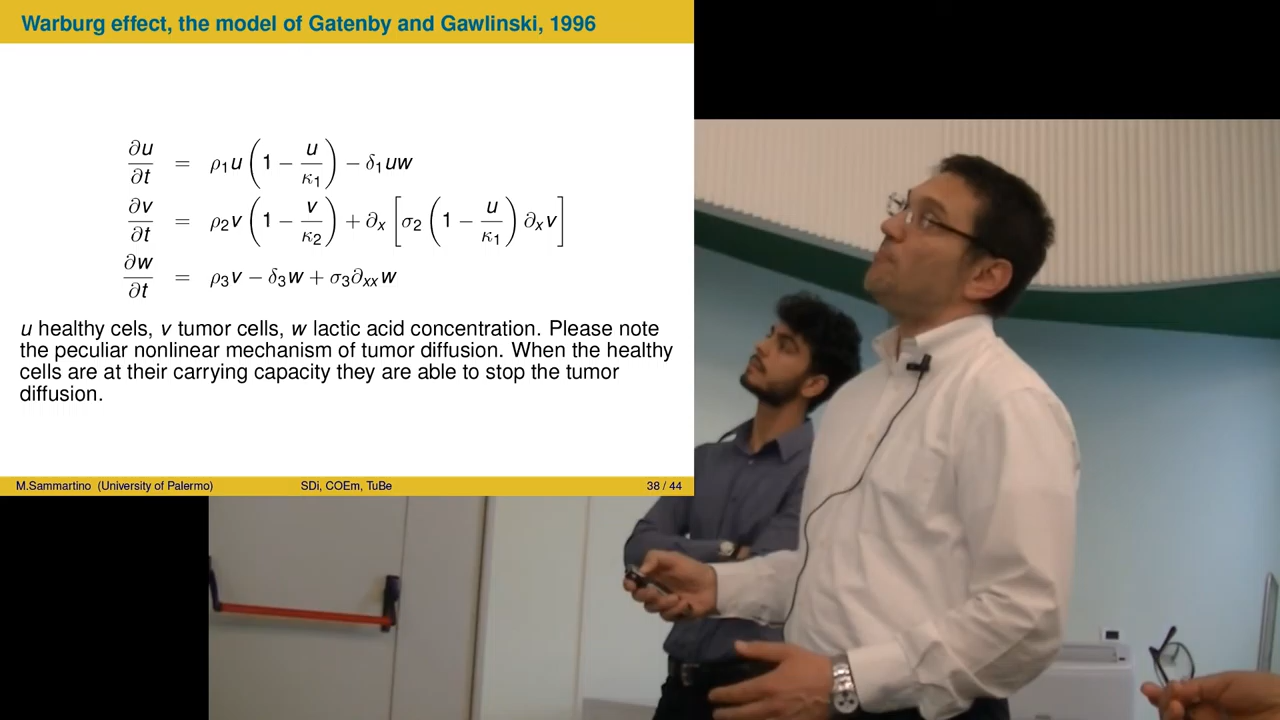 Warburg effect, the model of Gatenby and Gawlinski, 1996
∂u/∂t = ρ₁u (1 − u/κ₁) − δ₁uw
∂v/∂t = ρ₂v (1 − v/κ₂) + ∂ₓ [σ₂ (1 − u/κ₁) ∂ₓv]
∂w/∂t = ρ₃v − δ₃w + σ₃∂ₓₓw
u healthy cels, v tumor cells, w lactic acid concentration. Please note
the peculiar nonlinear mechanism of tumor diffusion. When the healthy
cells are at their carrying capacity they are able to stop the tumor
diffusion.
M.Sammartino (University of Palermo) SDi, COEm, TuBe 38 / 44